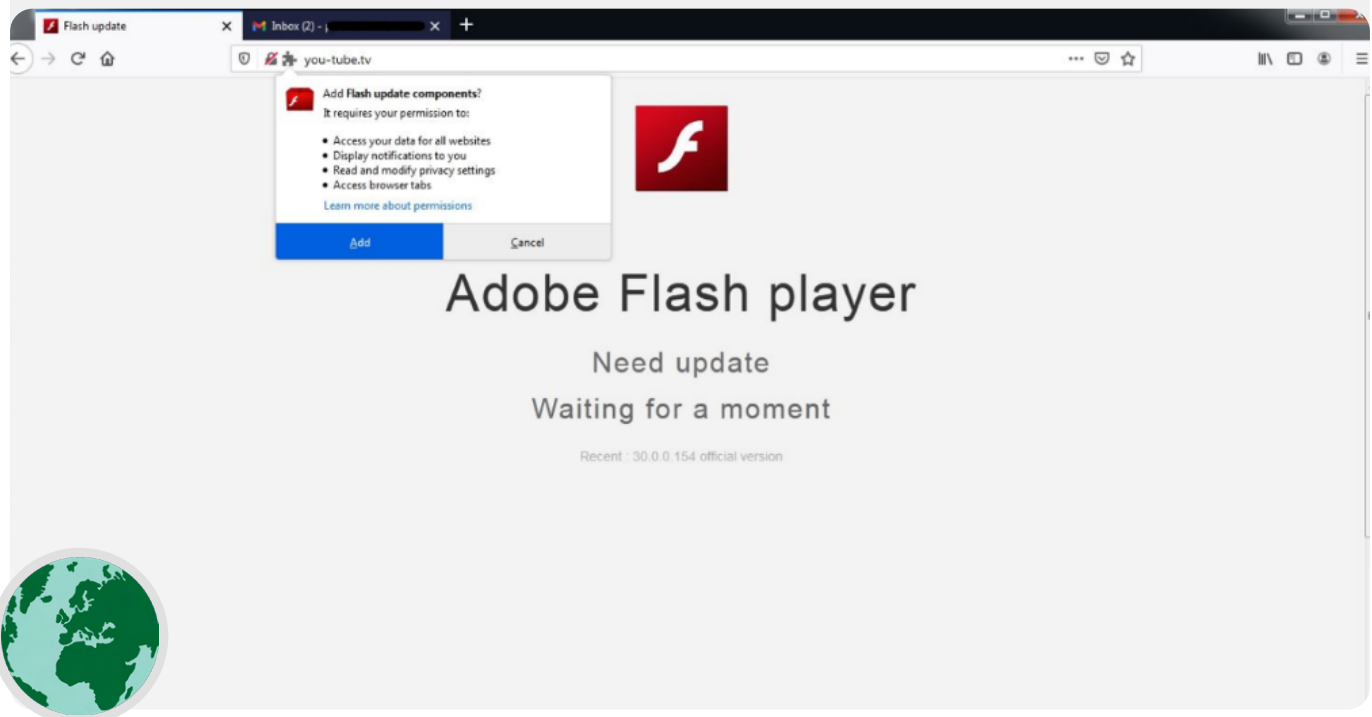 Flash update
Inbox (2) -
you-tube.tv
Add Flash update components?
It requires your permission to:
Access your data for all websites
Display notifications to you
Read and modify privacy settings
Access browser tabs
Learn more about permissions
Add
Cancel
Adobe Flash player
Need update
Waiting for a moment
Recent : 30.0.0.154 official version